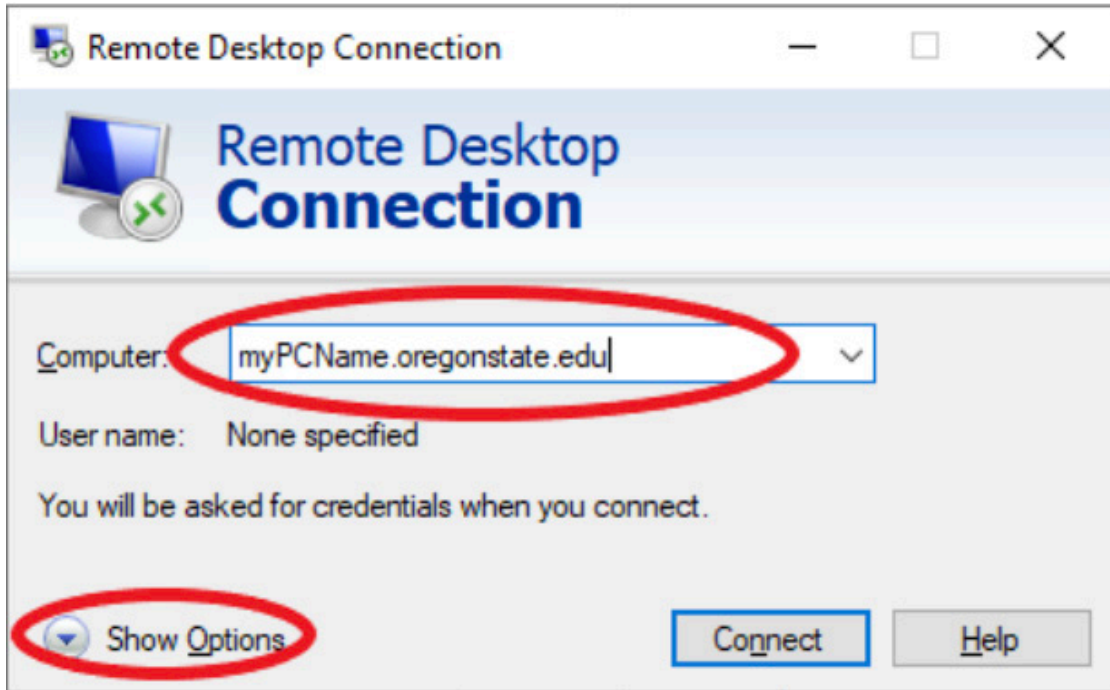 Remote Desktop Connection
Remote Desktop
Connection
Computer: myPCName.oregonstate.edu
User name: None specified
You will be asked for credentials when you connect.
Show Options Connect Help